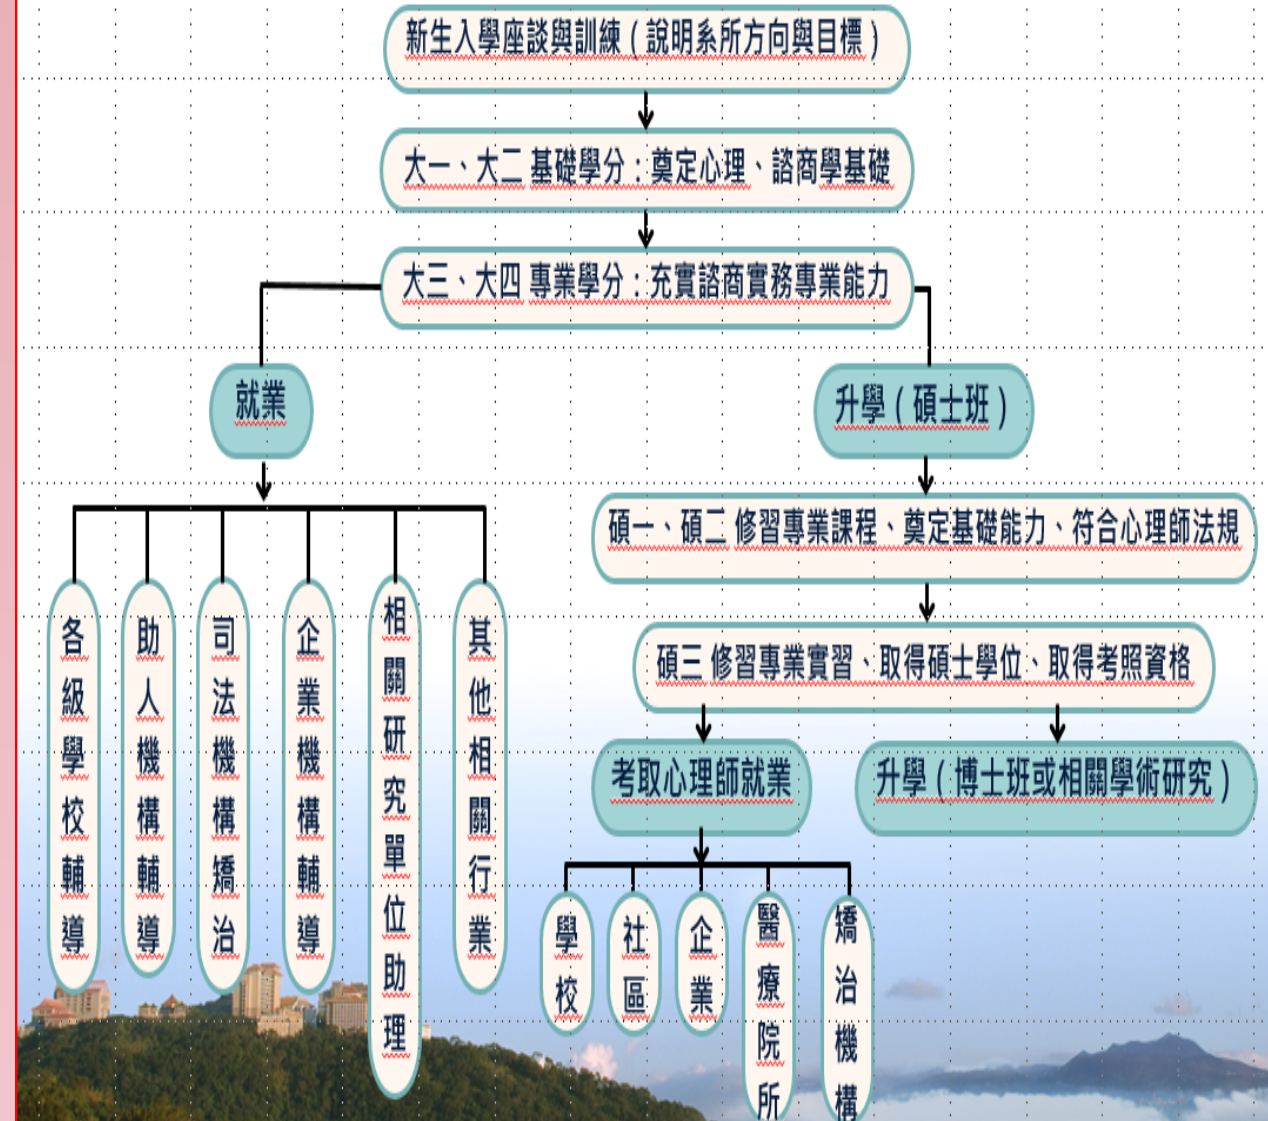 新生入學座談與訓練（說明系所方向與目標）
大一、大二 基礎學分：奠定心理、諮商學基礎
大三、大四 專業學分：充實諮商實務專業能力
就業
升學（碩士班）
碩一、碩二 修習專業課程、奠定基礎能力、符合心理師法規
碩三 修習專業實習、取得碩士學位、取得考照資格
各級學校輔導
助人機構輔導
司法機構矯治
企業機構輔導
相關研究單位助理
其他相關行業
考取心理師就業
升學（博士班或相關學術研究）
學校
社區
企業
醫療院所
矯治機構